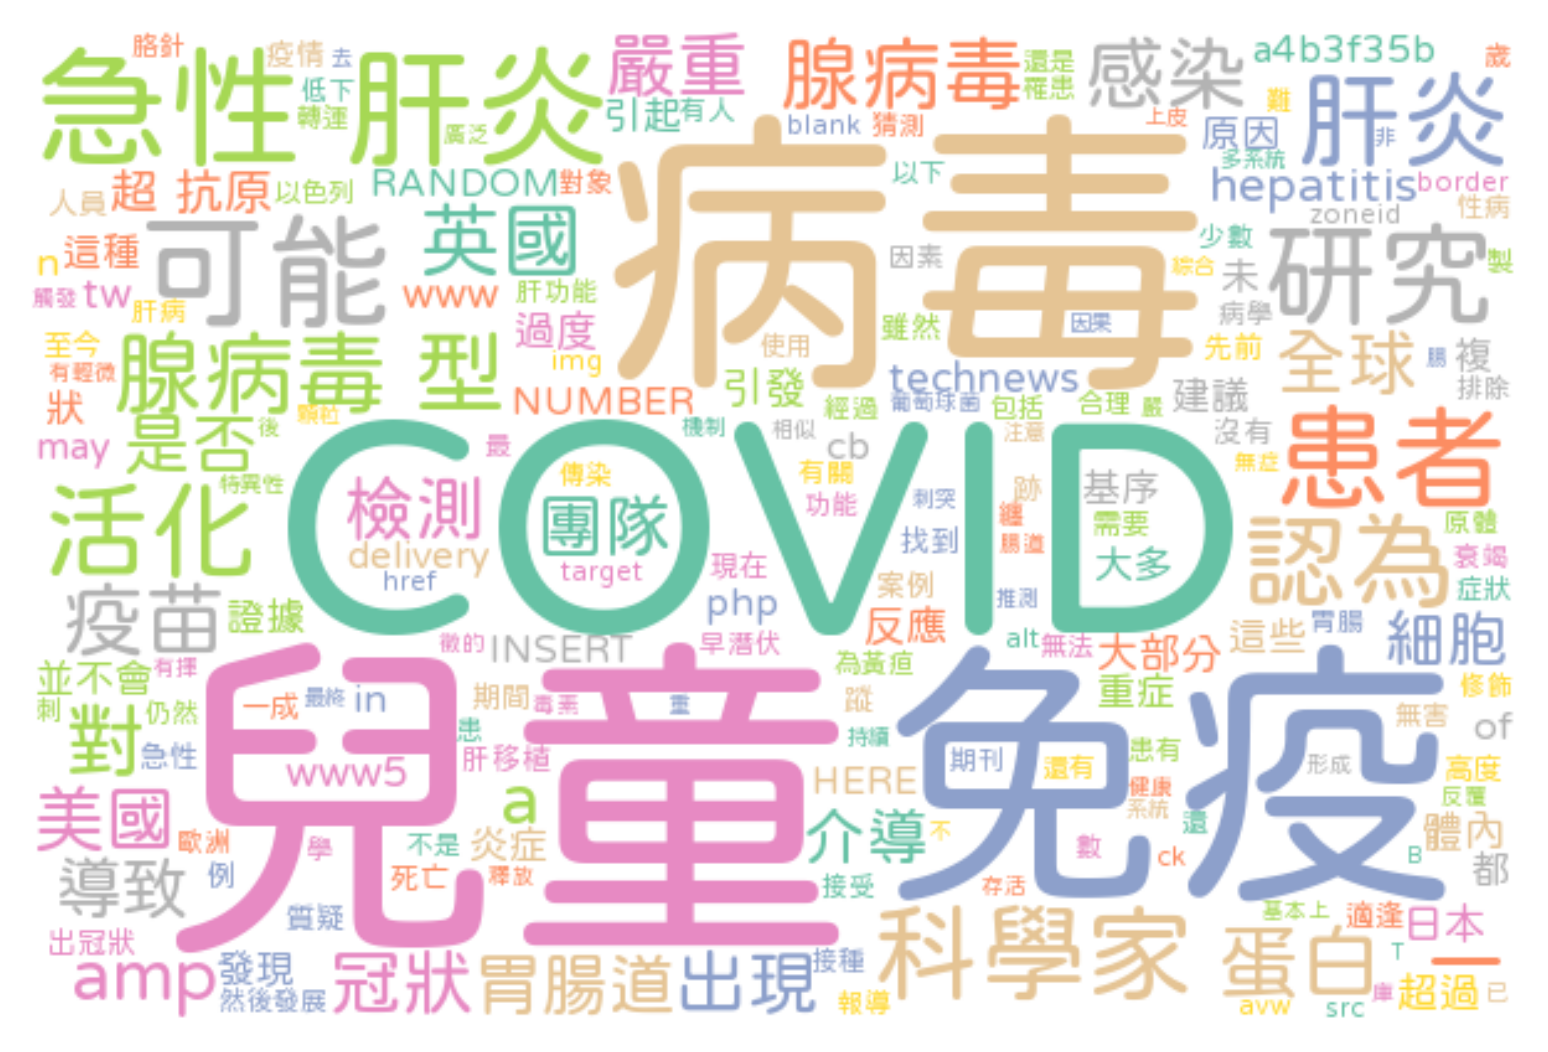 胳針
疫情
去
急性 肝炎
低下
轉運
廣泛
嚴重
引起
有人
腺病毒
還是
罹患
感染
a4b3f35b
歲
難
肝炎
非
blank
猜測
上皮
原因
多系統
人員
超 抗原
以色列
RANDOM
對象
病毒
以下
hepatitis
border
zoneid
性病
n
這種
可能
英國
因素
少數
研究
綜合
未
製
觸發
tw
肝病
www
肝功能
過度
雖然
因果
病學
至今
有輕微
腺病毒 型
img
使用
先前
全球
腸
複
排除
狀
顆粒
NUMBER
引發
technews
葡萄球菌
經過
包括
合理
嚴
建議
may
是否
後
COVID
最
機制
相似
cb
注意
沒有
無症
患者
活化
特異性
檢測
傳染
團隊
有關
功能
刺突
跡
纏
基序
需要
認為
原體
delivery
href
target
現在
找到
腸道
大多
衰竭
症狀
疫苗
證據
php
案例
推測
徵的
INSERT
早潛伏
反應
alt
無法
大部分
這些
胃腸
細胞
並不會
有揮
兒童
為黃疸
免疫
重症
修飾
刺
對
仍然
一成
最終
in
期間
毒素
重
蹤
無害
of
急性
患
肝移植
持續
期刊
還有
患有
形成
高度
www5
HERE
健康
系統
反覆
美國
a
介導
不
還
體內
歐洲
學
不是
炎症
數
ck
B
導致
例
死亡
釋放
接受
存活
都
質疑
科學家
基本上
適逢
日本
出冠狀
amp
發現
冠狀
胃腸道
出現
接種
蛋白
T
一
然後發展
報導
avw
src
庫
超過
已